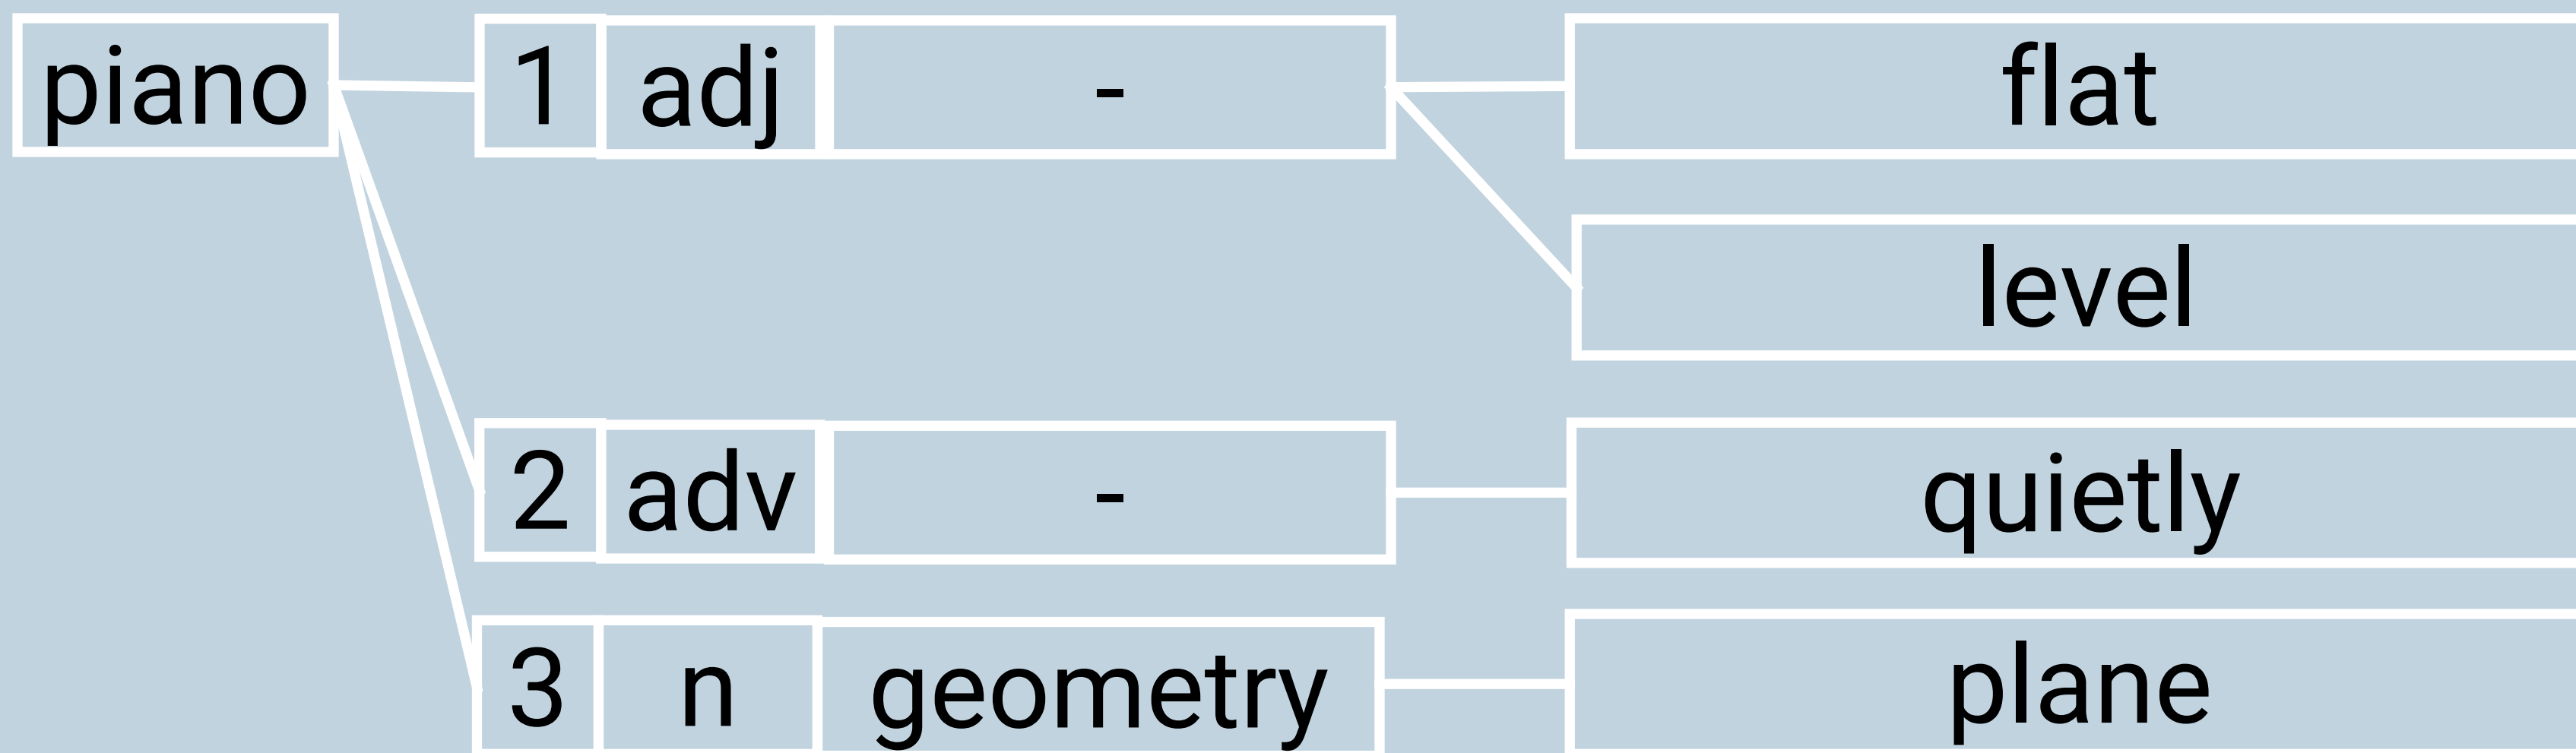 piano 1 adj - flat
level
2 adv - quietly
3 n geometry plane